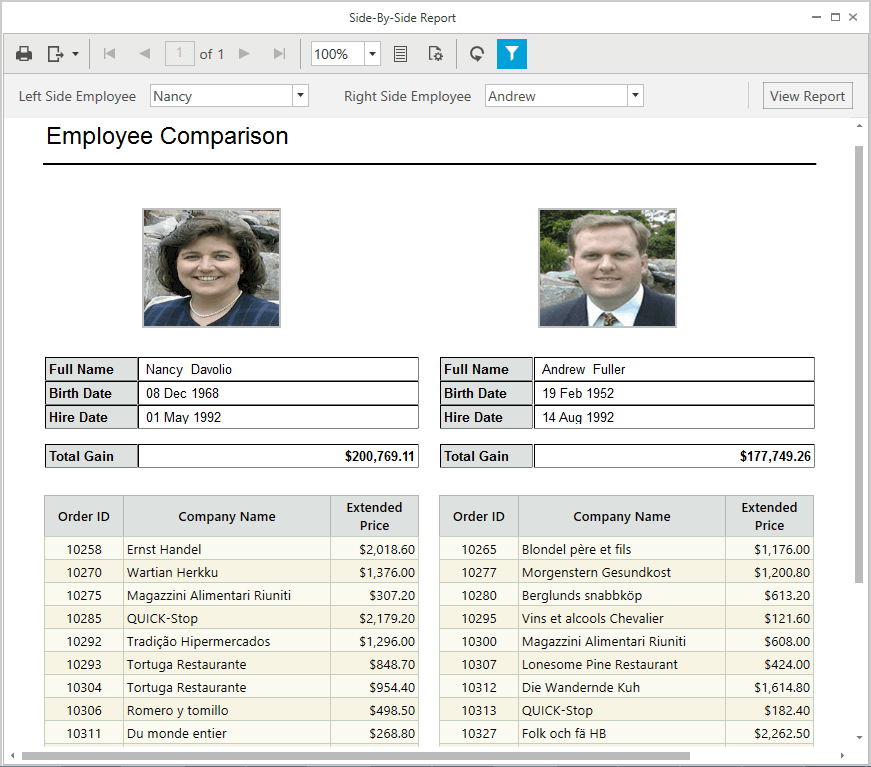 Side-By-Side Report
1 of 1 100%
Left Side Employee Nancy Right Side Employee Andrew View Report
Employee Comparison
Full Name Nancy Davolio Full Name Andrew Fuller
Birth Date 08 Dec 1968 Birth Date 19 Feb 1952
Hire Date 01 May 1992 Hire Date 14 Aug 1992
Total Gain $200,769.11 Total Gain $177,749.26
Order ID Company Name Extended Price Order ID Company Name Extended Price
10258 Ernst Handel $2,018.60 10265 Blondel père et fils $1,176.00
10270 Wartian Herkku $1,376.00 10277 Morgenstern Gesundkost $1,200.80
10275 Magazzini Alimentari Riuniti $307.20 10280 Berglunds snabbköp $613.20
10285 QUICK-Stop $2,179.20 10295 Vins et alcools Chevalier $121.60
10292 Tradição Hipermercados $1,296.00 10300 Magazzini Alimentari Riuniti $608.00
10293 Tortuga Restaurante $848.70 10307 Lonesome Pine Restaurant $424.00
10304 Tortuga Restaurante $954.40 10312 Die Wandernde Kuh $1,614.80
10306 Romero y tomillo $498.50 10313 QUICK-Stop $182.40
10311 Du monde entier $268.80 10327 Folk och fä HB $2,262.50